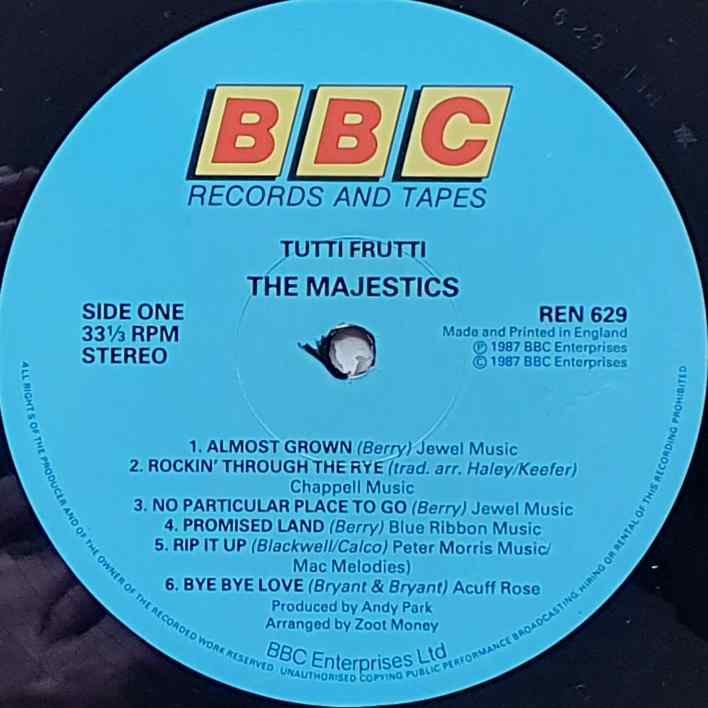 BBC
RECORDS AND TAPES
TUTTI FRUTTI
THE MAJESTICS
SIDE ONE
33⅓ RPM
STEREO
REN 629
Made and Printed in England
℗ 1987 BBC Enterprises
© 1987 BBC Enterprises
1. ALMOST GROWN (Berry) Jewel Music
2. ROCKIN' THROUGH THE RYE (trad. arr. Haley/Keefer)
Chappell Music
3. NO PARTICULAR PLACE TO GO (Berry) Jewel Music
4. PROMISED LAND (Berry) Blue Ribbon Music
5. RIP IT UP (Blackwell/Calco) Peter Morris Music/
Mac Melodies)
6. BYE BYE LOVE (Bryant & Bryant) Acuff Rose
Produced by Andy Park
Arranged by Zoot Money
BBC Enterprises Ltd
ALL RIGHTS OF THE PRODUCER AND OF THE OWNER OF THE RECORDED WORK RESERVED. UNAUTHORISED COPYING PUBLIC PERFORMANCE BROADCASTING, HIRING OR RENTAL OF THIS RECORDING PROHIBITED
629